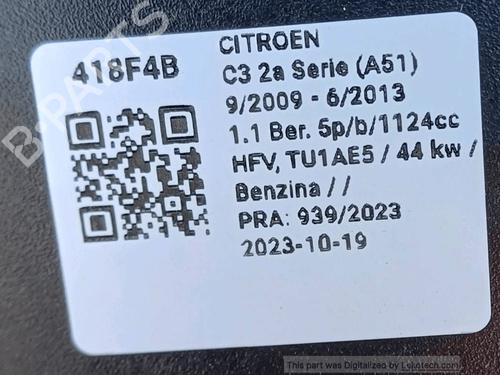 418F4B
CITROEN
C3 2a Serie (A51)
9/2009 - 6/2013
1.1 Ber. 5p/b/1124cc
HFV, TU1AE5 / 44 kw /
Benzina / /
PRA: 939/2023
2023-10-19
B-PARTS
This part was Digitalized by Lekotech.com